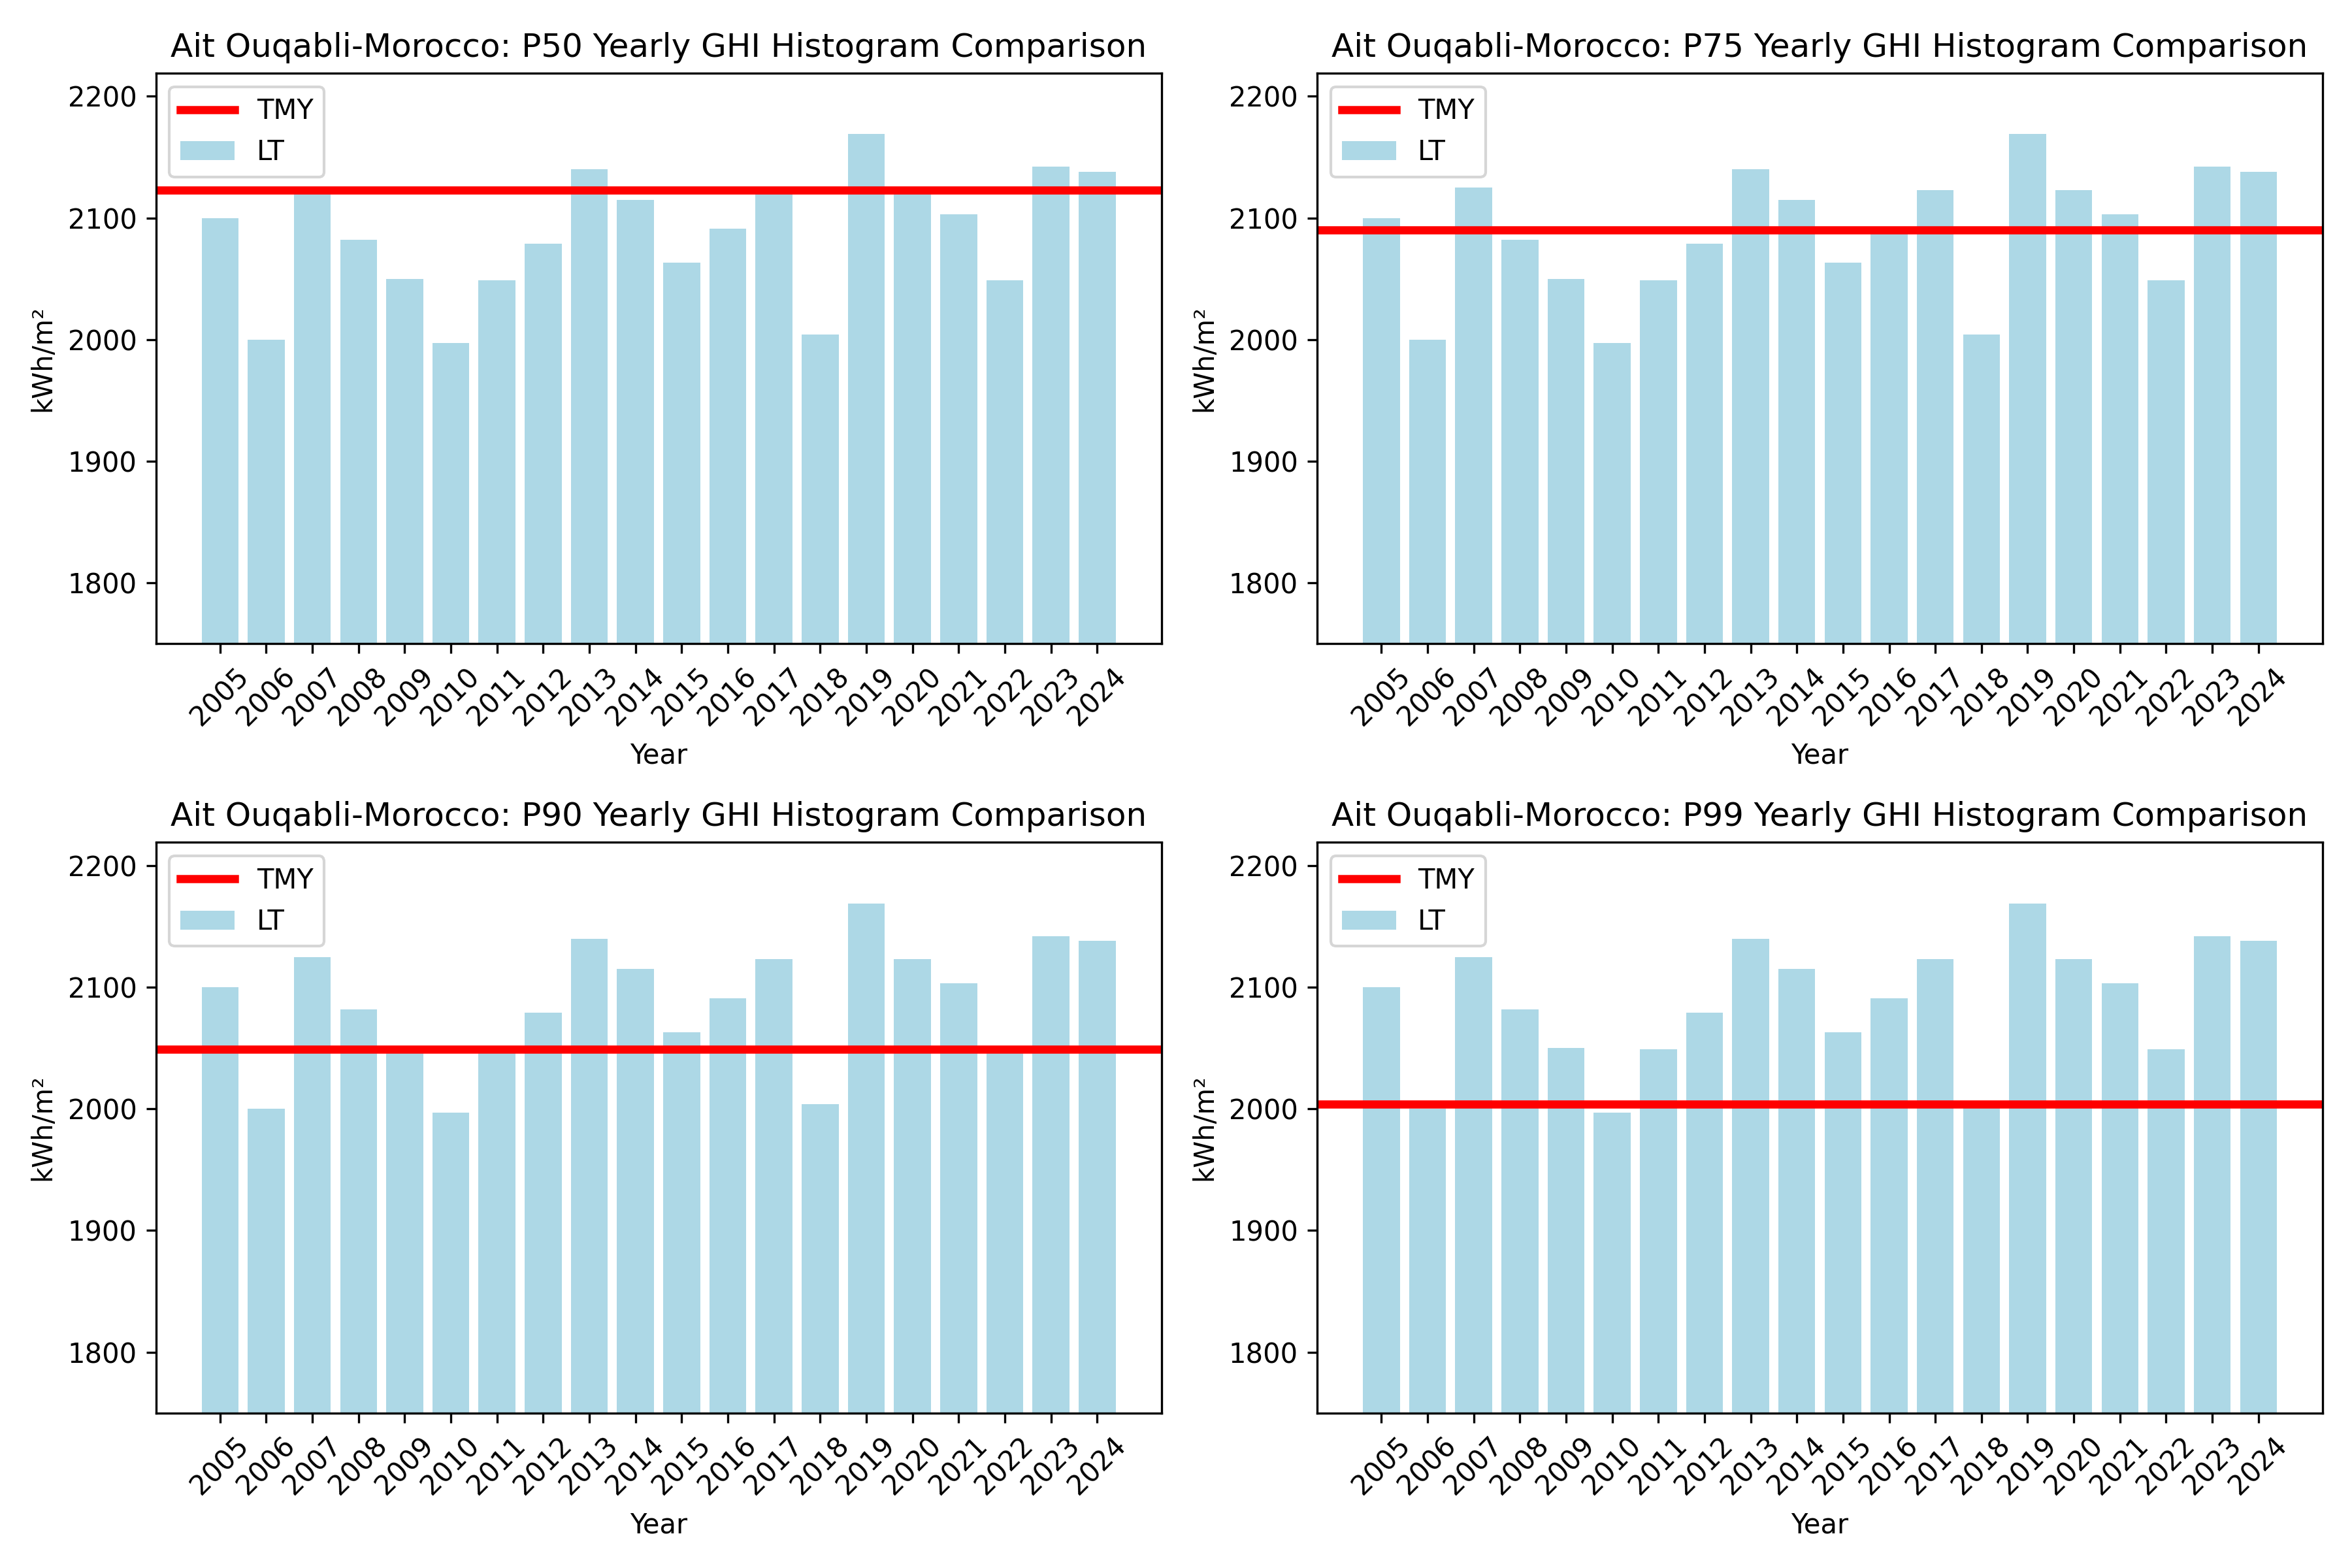 Ait Ouqabli-Morocco: P50 Yearly GHI Histogram Comparison
TMY
LT
2200
2100
2000
1900
1800
kWh/m²
2005 2006 2007 2008 2009 2010 2011 2012 2013 2014 2015 2016 2017 2018 2019 2020 2021 2022 2023 2024
Year
Ait Ouqabli-Morocco: P75 Yearly GHI Histogram Comparison
TMY
LT
2200
2100
2000
1900
1800
kWh/m²
2005 2006 2007 2008 2009 2010 2011 2012 2013 2014 2015 2016 2017 2018 2019 2020 2021 2022 2023 2024
Year
Ait Ouqabli-Morocco: P90 Yearly GHI Histogram Comparison
TMY
LT
2200
2100
2000
1900
1800
kWh/m²
2005 2006 2007 2008 2009 2010 2011 2012 2013 2014 2015 2016 2017 2018 2019 2020 2021 2022 2023 2024
Year
Ait Ouqabli-Morocco: P99 Yearly GHI Histogram Comparison
TMY
LT
2200
2100
2000
1900
1800
kWh/m²
2005 2006 2007 2008 2009 2010 2011 2012 2013 2014 2015 2016 2017 2018 2019 2020 2021 2022 2023 2024
Year